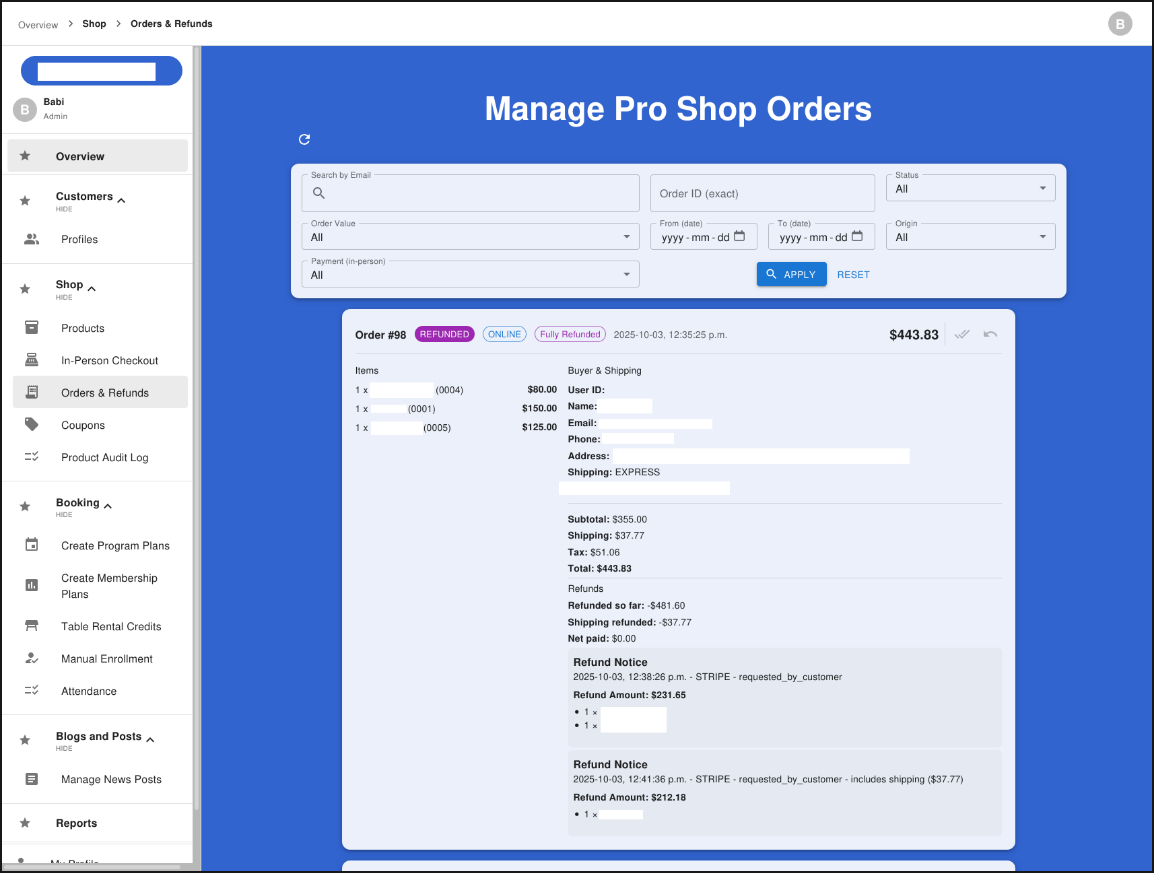 Overview > Shop > Orders & Refunds
B
B
Babi
Admin
Overview
Customers
HIDE
Profiles
Shop
HIDE
Products
In-Person Checkout
Orders & Refunds
Coupons
Product Audit Log
Booking
HIDE
Create Program Plans
Create Membership
Plans
Table Rental Credits
Manual Enrollment
Attendance
Blogs and Posts
HIDE
Manage News Posts
Reports
My Profile
Manage Pro Shop Orders
Search by Email
Order ID (exact)
Status
All
Order Value
All
From (date)
yyyy-mm-dd
To (date)
yyyy-mm-dd
Origin
All
Payment (in-person)
All
APPLY
RESET
Order #98 REFUNDED ONLINE Fully Refunded 2025-10-03, 12:35:25 p.m. $443.83
Items
1 x (0004) $80.00
1 x (0001) $150.00
1 x (0005) $125.00
Buyer & Shipping
User ID:
Name:
Email:
Phone:
Address:
Shipping: EXPRESS
Subtotal: $355.00
Shipping: $37.77
Tax: $51.06
Total: $443.83
Refunds
Refunded so far: -$481.60
Shipping refunded: -$37.77
Net paid: $0.00
Refund Notice
2025-10-03, 12:38:26 p.m. - STRIPE - requested_by_customer
Refund Amount: $231.65
• 1 ×
• 1 ×
Refund Notice
2025-10-03, 12:41:36 p.m. - STRIPE - requested_by_customer - includes shipping ($37.77)
Refund Amount: $212.18
• 1 ×